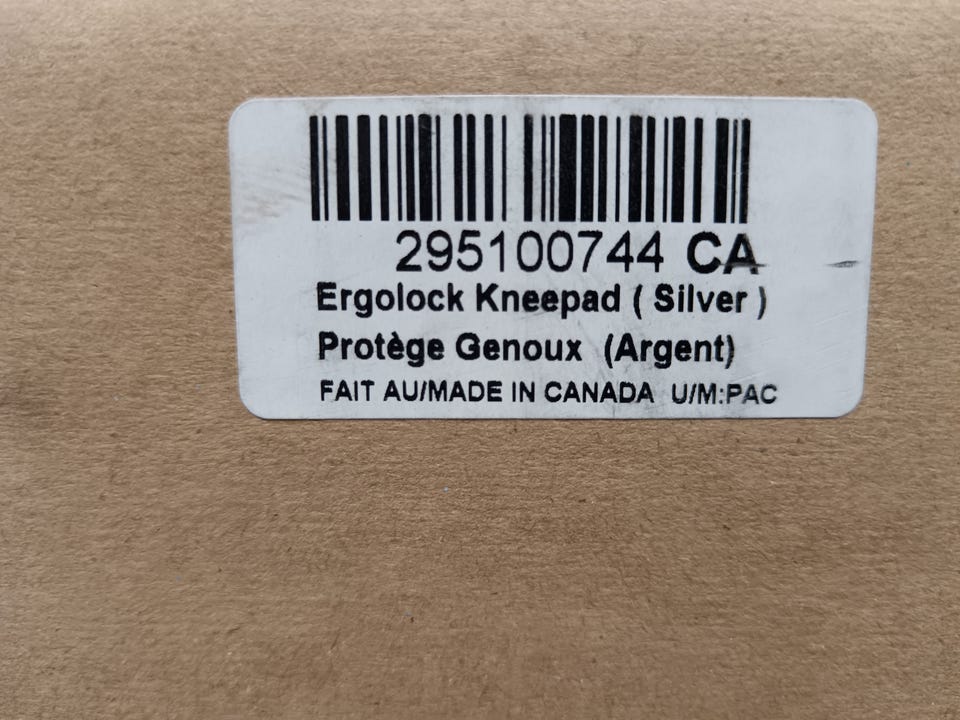 295100744 CA
Ergolock Kneepad ( Silver )
Protège Genoux (Argent)
FAIT AU/MADE IN CANADA U/M:PAC